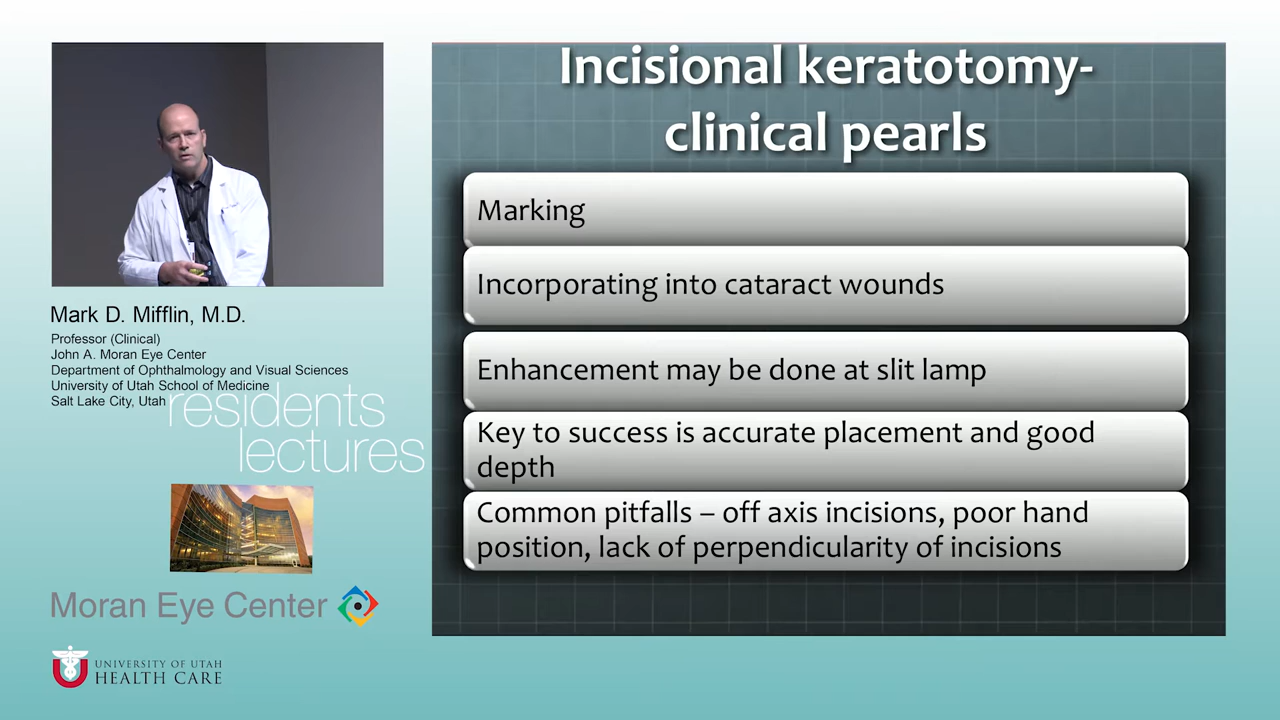 Incisional keratotomy-
clinical pearls
Marking
Incorporating into cataract wounds
Enhancement may be done at slit lamp
Key to success is accurate placement and good
depth
Common pitfalls – off axis incisions, poor hand
position, lack of perpendicularity of incisions
Mark D. Mifflin, M.D.
Professor (Clinical)
John A. Moran Eye Center
Department of Ophthalmology and Visual Sciences
University of Utah School of Medicine
Salt Lake City, Utah
residents
lectures
Moran Eye Center
UNIVERSITY OF UTAH
HEALTH CARE